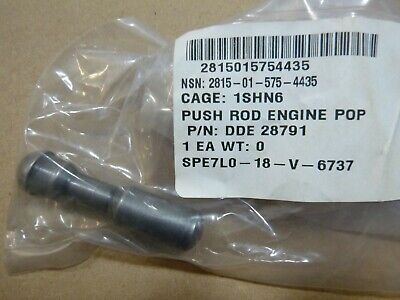 2815015754435
NSN: 2815-01-575-4435
CAGE: 1SHN6
PUSH ROD ENGINE POP
P/N: DDE 28791
1 EA WT: 0
SPE7L0-18-V-6737